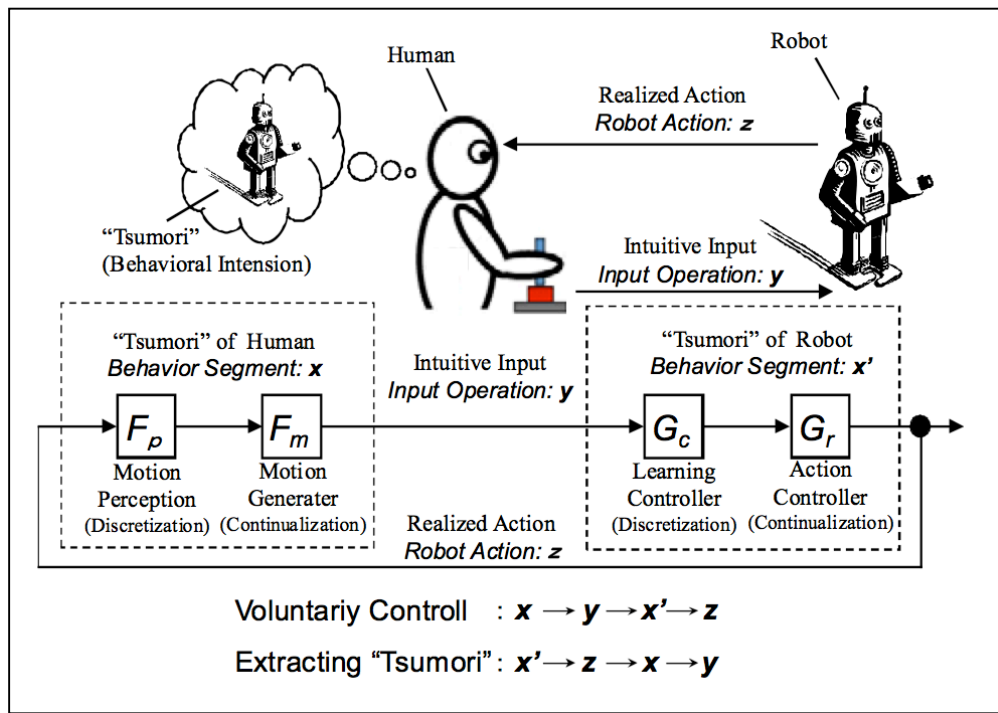 Human
Robot
Realized Action
Robot Action: z
“Tsumori”
(Behavioral Intension)
Intuitive Input
Input Operation: y
“Tsumori” of Human
Behavior Segment: x
Intuitive Input
Input Operation: y
“Tsumori” of Robot
Behavior Segment: x’
Fp
Fm
Gc
Gr
Motion
Perception
(Discretization)
Motion
Generater
(Continualization)
Learning
Controller
(Discretization)
Action
Controller
(Continualization)
Realized Action
Robot Action: z
Voluntariy Controll : x → y → x’ → z
Extracting “Tsumori” : x’ → z → x → y